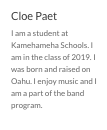 Cloe Paet
I am a student at
Kamehameha Schools. I
am in the class of 2019. I
was born and raised on
Oahu. I enjoy music and I
am a part of the band
program.